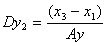 Dy₂ = (x₃ − x₁) / Ay